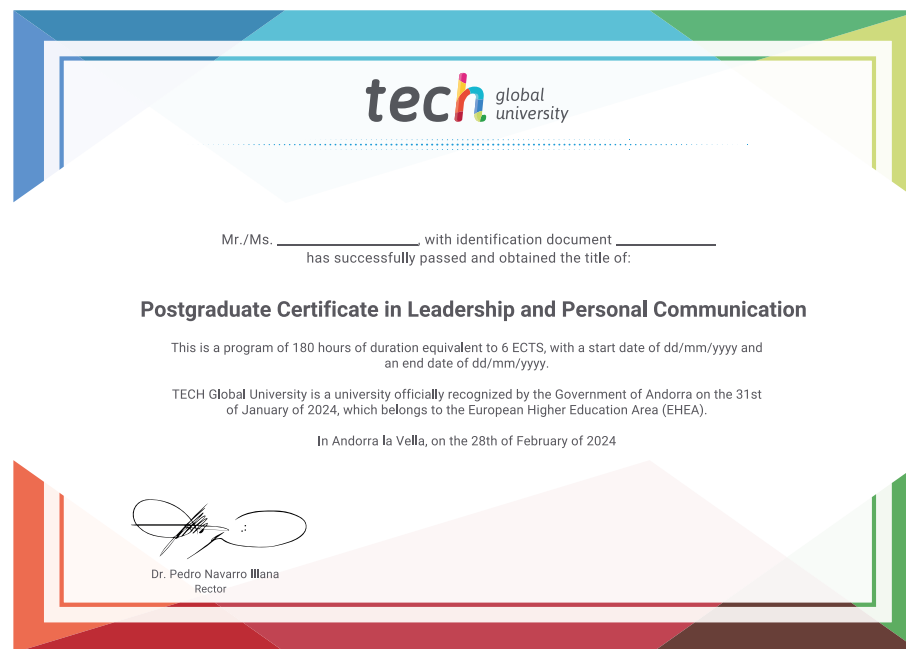 tech global
university
Mr./Ms. ______________, with identification document __________
has successfully passed and obtained the title of:
Postgraduate Certificate in Leadership and Personal Communication
This is a program of 180 hours of duration equivalent to 6 ECTS, with a start date of dd/mm/yyyy and
an end date of dd/mm/yyyy.
TECH Global University is a university officially recognized by the Government of Andorra on the 31st
of January of 2024, which belongs to the European Higher Education Area (EHEA).
In Andorra la Vella, on the 28th of February of 2024
Dr. Pedro Navarro Illana
Rector